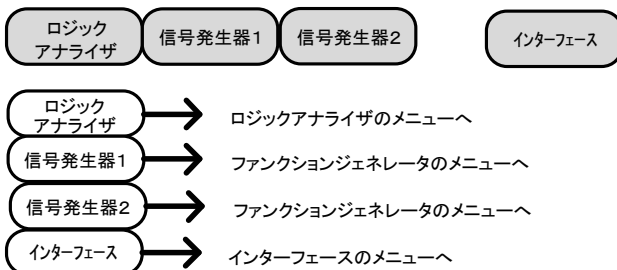 ロジック
アナライザ
信号発生器1
信号発生器2
インターフェース
ロジック
アナライザ
ロジックアナライザのメニューへ
信号発生器1
ファンクションジェネレータのメニューへ
信号発生器2
ファンクションジェネレータのメニューへ
インターフェース
インターフェースのメニューへ